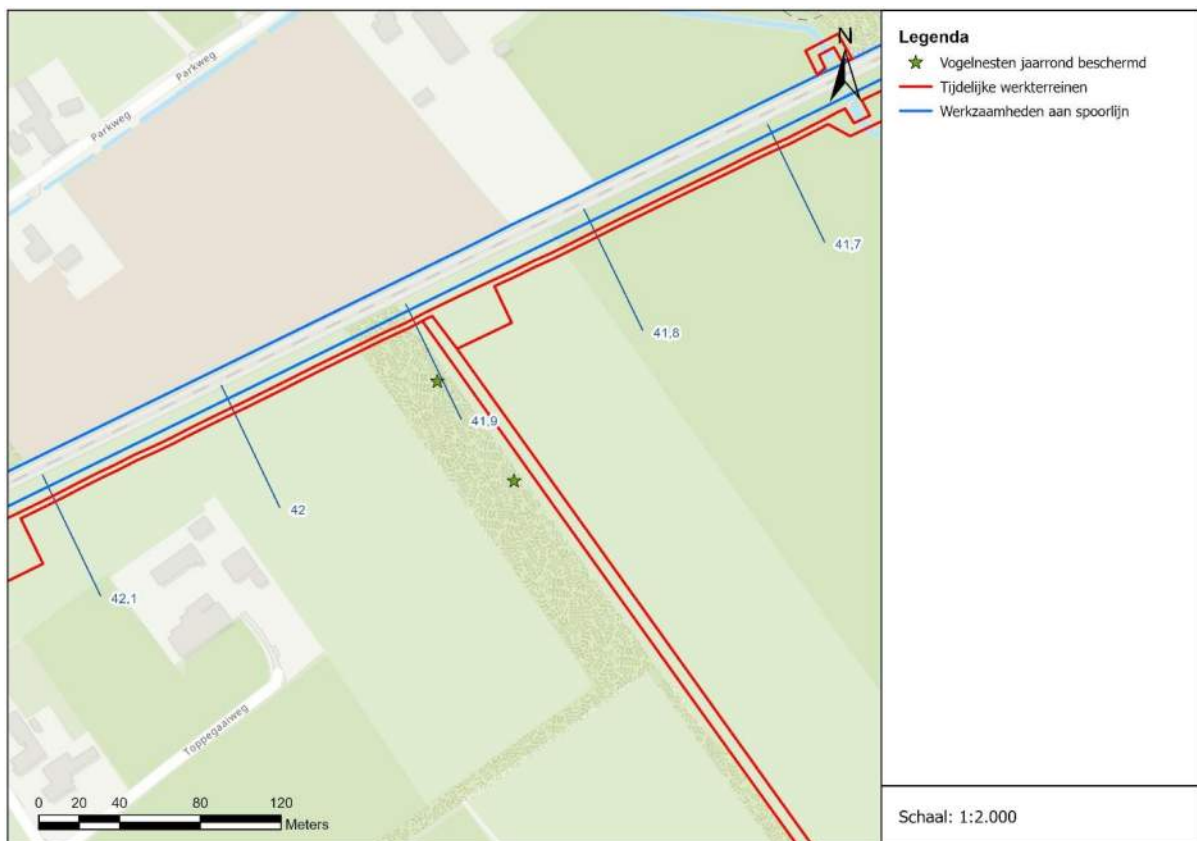 Parkweg
Parkweg
N
41,7
41,8
41,9
42
42,1
Toppegaaiweg
0 20 40 80 120
Meters
Legenda
Vogelnesten jaarrond beschermd
Tijdelijke werkterreinen
Werkzaamheden aan spoorlijn
Schaal: 1:2.000